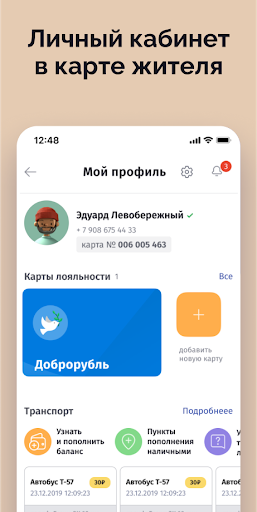 Личный кабинет
в карте жителя
12:48
Мой профиль
3
Эдуард Левобережный
+ 7 908 675 44 33
карта № 006 005 463
Карты лояльности 1
Все
Доброрубль
добавить
новую карту
Транспорт
Подробнеее
Узнать
и пополнить
баланс
Пункты
пополнения
наличными
Автобус Т-57 30₽
23.12.2019 12:09:23
Автобус Т-57 30₽
23.12.2019 12:09:23
Автобус Т-57
23.12.2019 12:09:23